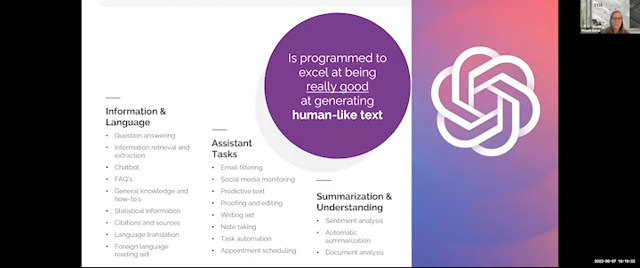 Is programmed to
excel at being
really good
at generating
human-like text
Information &
Language
• Question answering
• Information retrieval and
extraction
• Chatbot
• FAQ's
• General knowledge and
how-to's
• Statistical information
• Citations and sources
• Language translation
• Foreign language
reading aid
Assistant
Tasks
• Email filtering
• Social media monitoring
• Predictive text
• Proofing and editing
• Writing aid
• Note taking
• Task automation
• Appointment scheduling
Summarization &
Understanding
• Sentiment analysis
• Automatic
summarization
• Document analysis